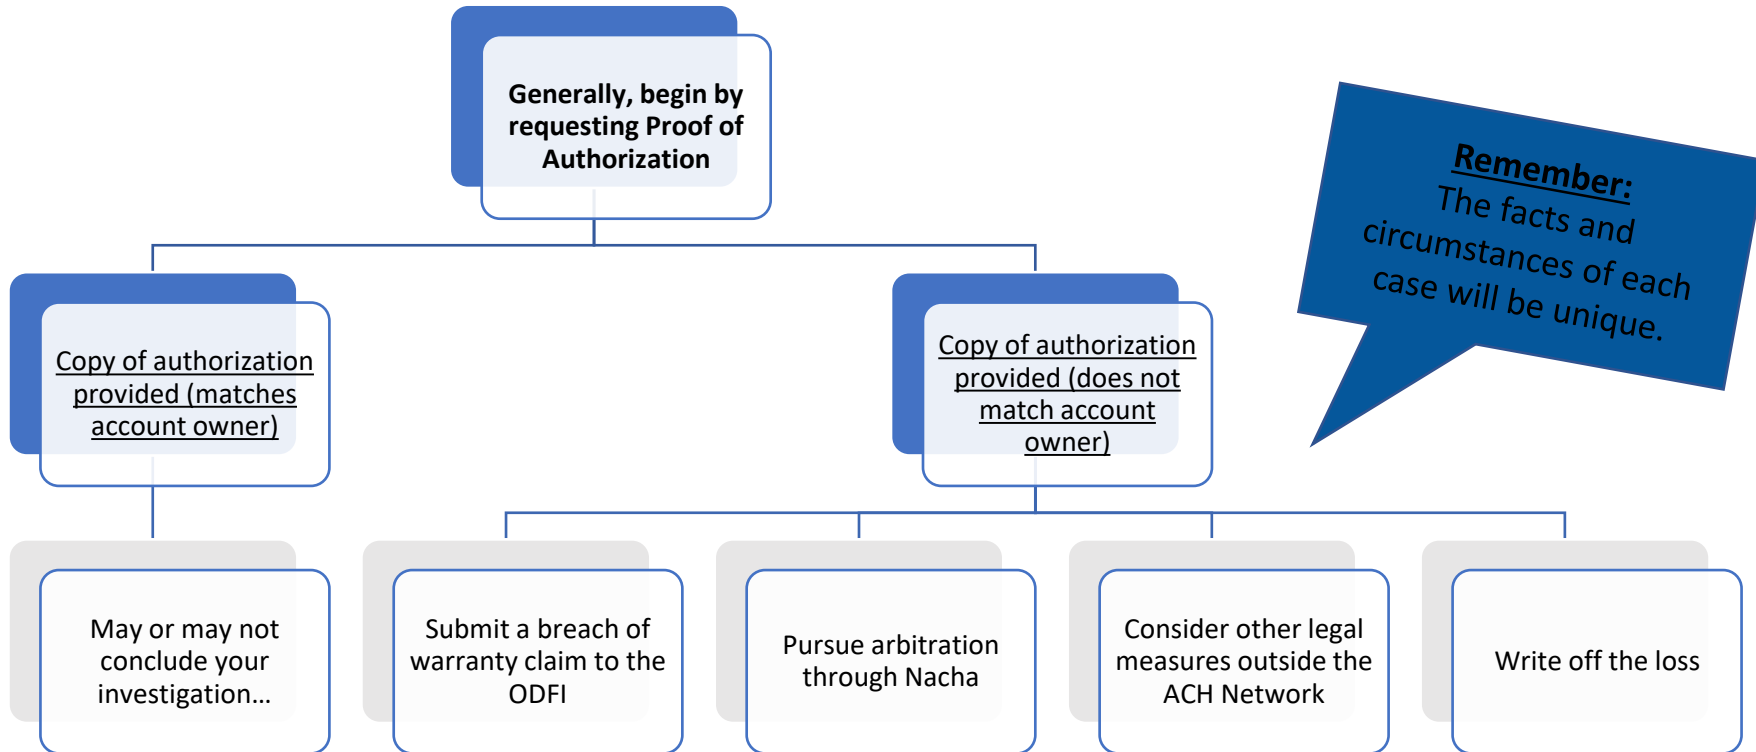 Generally, begin by
requesting Proof of
Authorization
Remember:
The facts and
circumstances of each
case will be unique.
Copy of authorization
provided (matches
account owner)
Copy of authorization
provided (does not
match account
owner)
May or may not
conclude your
investigation…
Submit a breach of
warranty claim to the
ODFI
Pursue arbitration
through Nacha
Consider other legal
measures outside the
ACH Network
Write off the loss